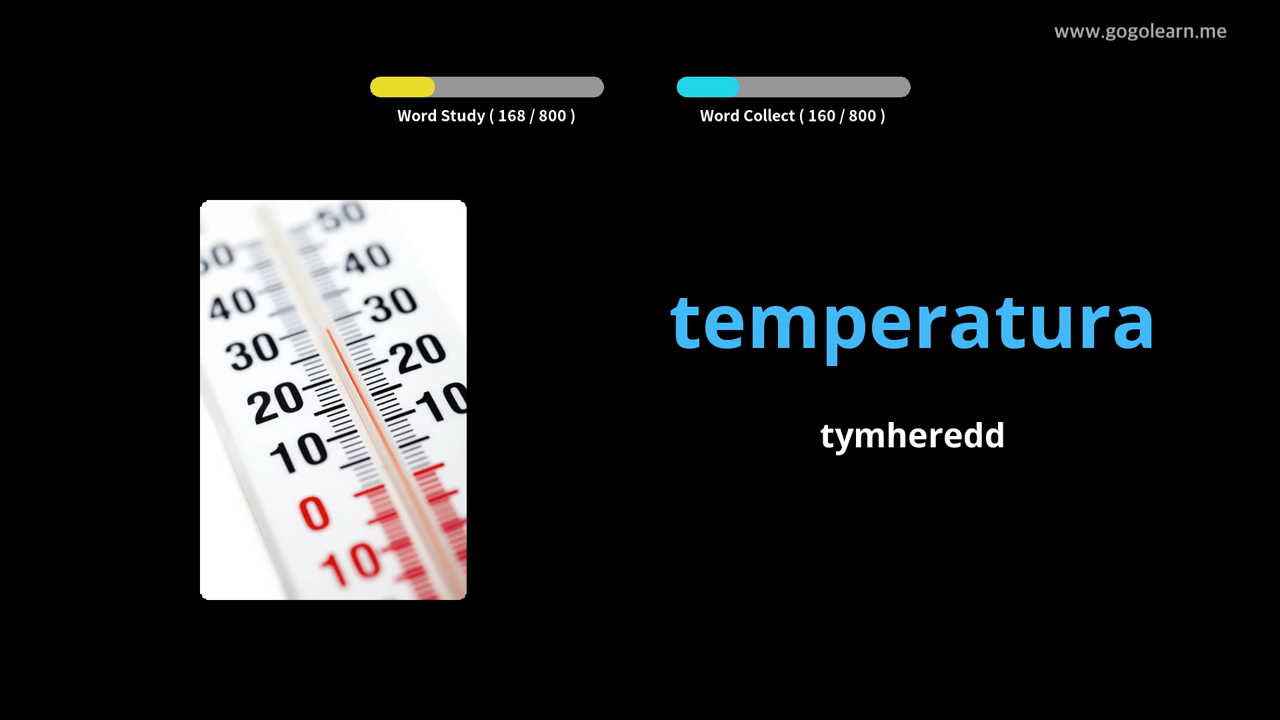 www.gogolearn.me
Word Study ( 168 / 800 )
Word Collect ( 160 / 800 )
temperatura
tymheredd
50
40
40
30
30
20
20
10
10
0
10